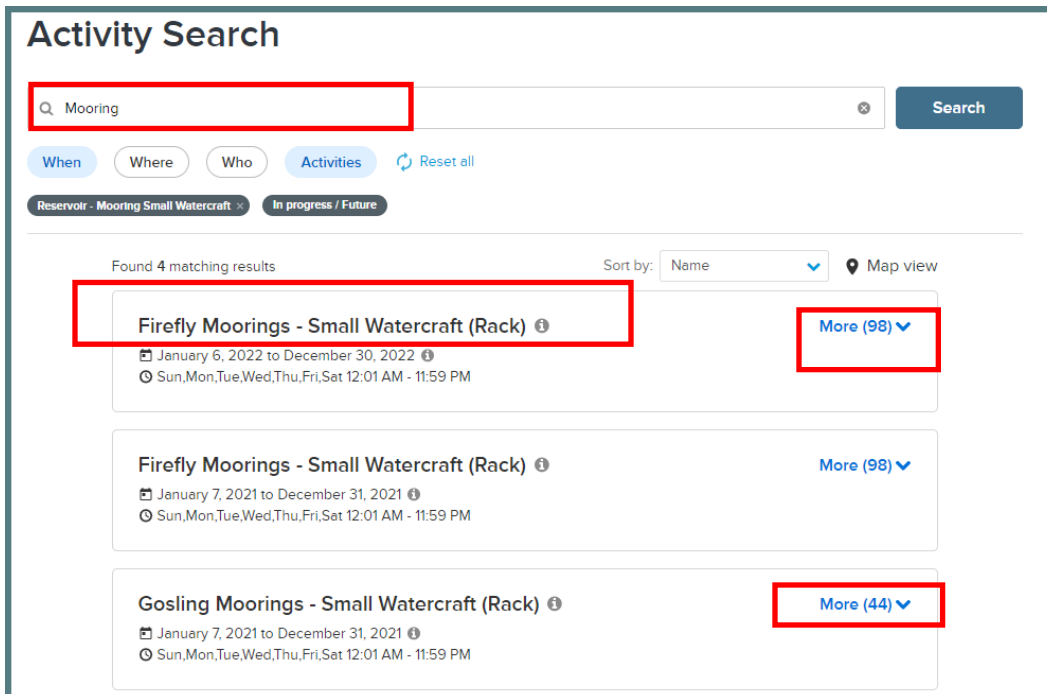 Activity Search
Mooring
Search
When Where Who Activities Reset all
Reservoir - Mooring Small Watercraft × In progress / Future
Found 4 matching results Sort by: Name Map view
Firefly Moorings - Small Watercraft (Rack) More (98)
January 6, 2022 to December 30, 2022
Sun,Mon,Tue,Wed,Thu,Fri,Sat 12:01 AM - 11:59 PM
Firefly Moorings - Small Watercraft (Rack) More (98)
January 7, 2021 to December 31, 2021
Sun,Mon,Tue,Wed,Thu,Fri,Sat 12:01 AM - 11:59 PM
Gosling Moorings - Small Watercraft (Rack) More (44)
January 7, 2021 to December 31, 2021
Sun,Mon,Tue,Wed,Thu,Fri,Sat 12:01 AM - 11:59 PM